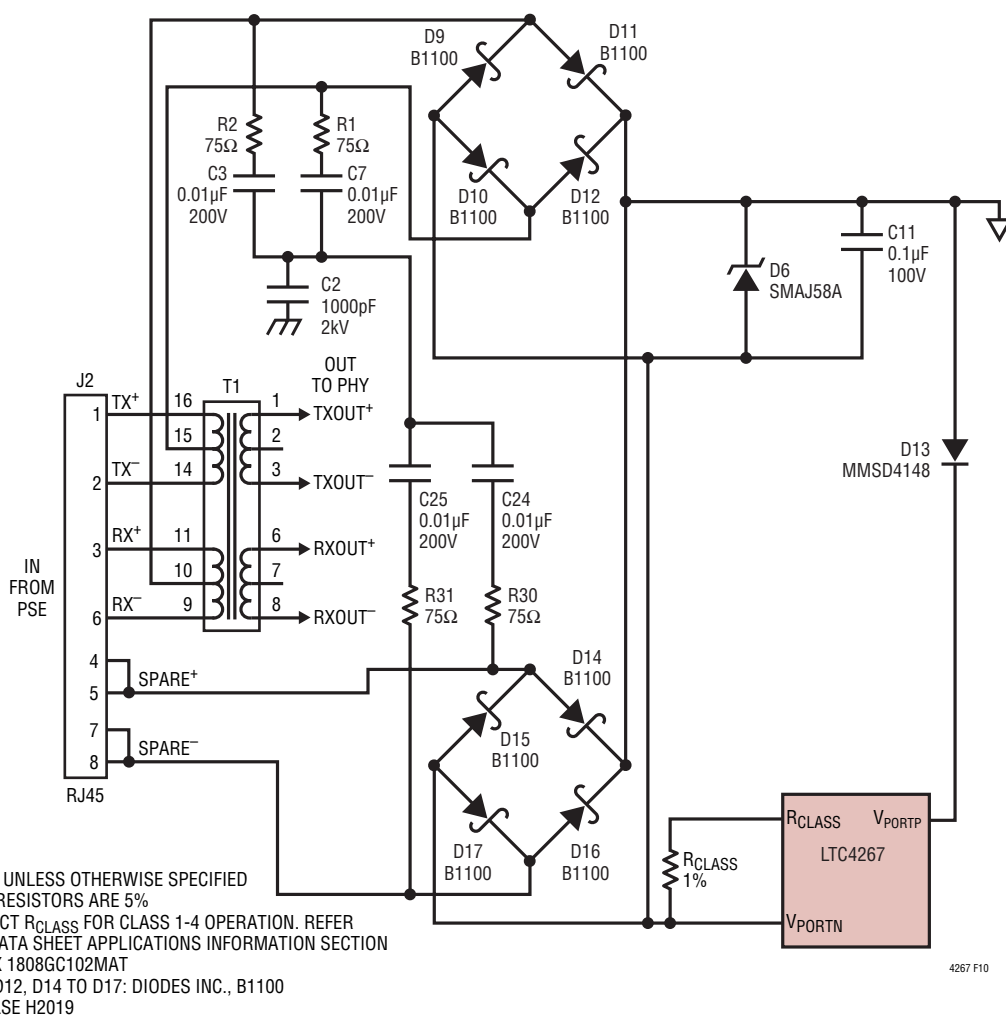 D9
B1100
D11
B1100
R2
75Ω
R1
75Ω
C3
0.01µF
200V
C7
0.01µF
200V
D10
B1100
D12
B1100
C11
0.1µF
100V
D6
SMAJ58A
C2
1000pF
2kV
OUT
TO PHY
J2
T1
1 TX+ 16 1 TXOUT+
15 2
2 TX− 14 3 TXOUT−
3 RX+ 11 6 RXOUT+
10 7
6 RX− 9 8 RXOUT−
IN
FROM
PSE
D13
MMSD4148
C25
0.01µF
200V
C24
0.01µF
200V
R31
75Ω
R30
75Ω
4
5 SPARE+
7
8 SPARE−
RJ45
D14
B1100
D15
B1100
D17
B1100
D16
B1100
RCLASS
1%
RCLASS VPORTP
LTC4267
VPORTN
UNLESS OTHERWISE SPECIFIED
RESISTORS ARE 5%
CT RCLASS FOR CLASS 1-4 OPERATION. REFER
ATA SHEET APPLICATIONS INFORMATION SECTION
X 1808GC102MAT
D12, D14 TO D17: DIODES INC., B1100
SE H2019
4267 F10